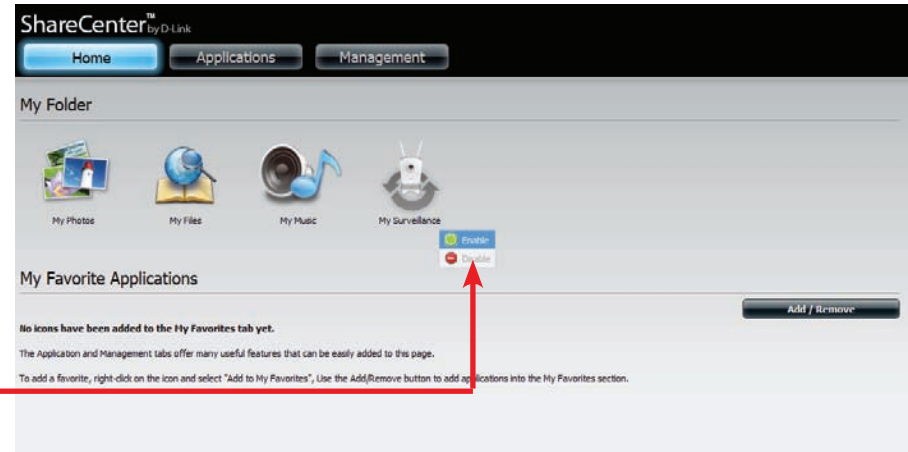 ShareCenter™ by D-Link
Home Applications Management
My Folder
My Photos My Files My Music My Surveillance
Enable
Disable
My Favorite Applications
Add / Remove
No icons have been added to the My Favorites tab yet.
The Application and Management tabs offer many useful features that can be easily added to this page.
To add a favorite, right-click on the icon and select "Add to My Favorites", Use the Add/Remove button to add applications into the My Favorites section.